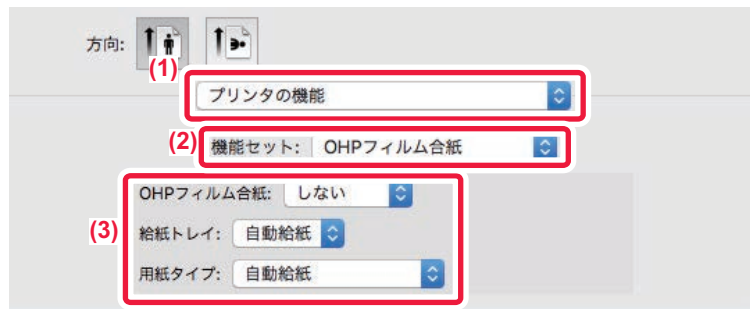 方向:
(1)
プリンタの機能
(2) 機能セット: OHPフィルム合紙
OHPフィルム合紙: しない
(3) 給紙トレイ: 自動給紙
用紙タイプ: 自動給紙